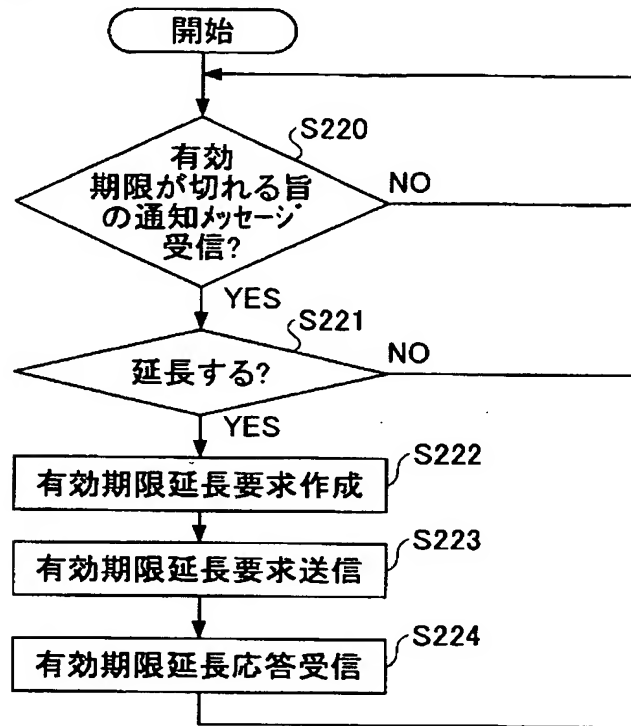 開始
S220
有効
期限が切れる旨
の通知メッセージ
受信?
NO
YES
S221
延長する?
NO
YES
S222
有効期限延長要求作成
S223
有効期限延長要求送信
S224
有効期限延長応答受信